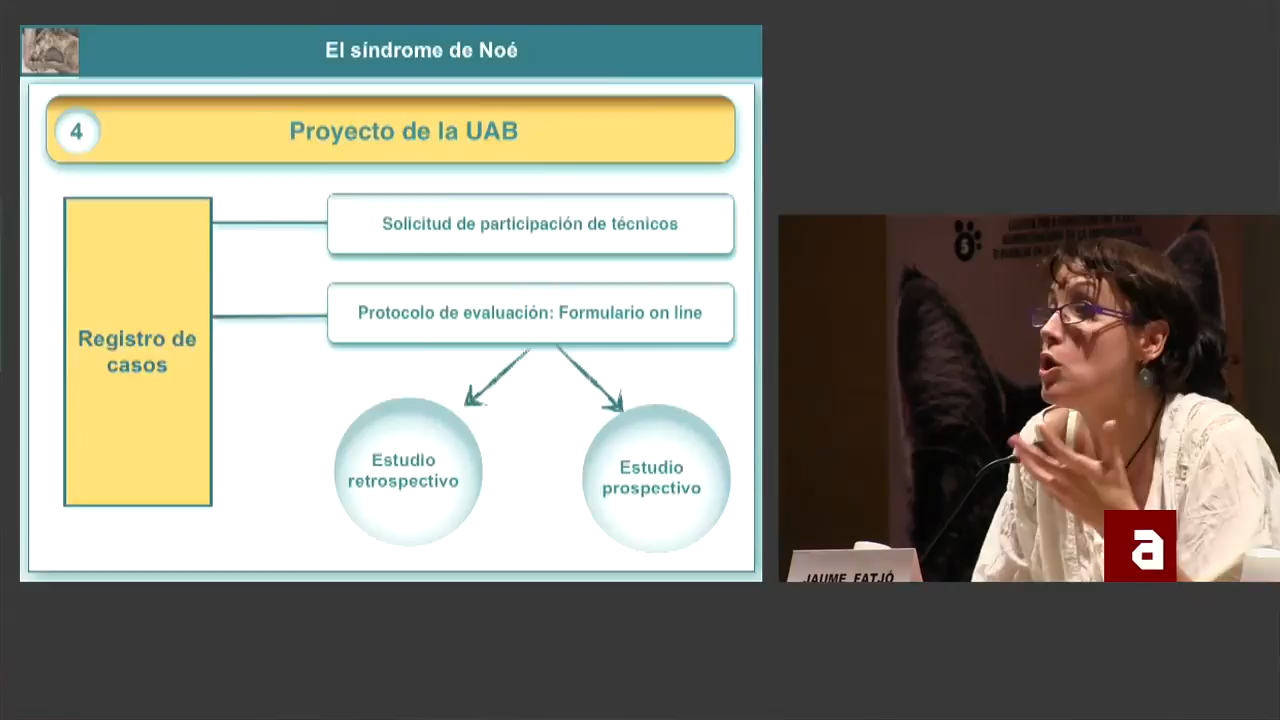 El síndrome de Noé
4
Proyecto de la UAB
Solicitud de participación de técnicos
Protocolo de evaluación: Formulario on line
Registro de
casos
Estudio
retrospectivo
Estudio
prospectivo
5
JAUME FATJÓ
a